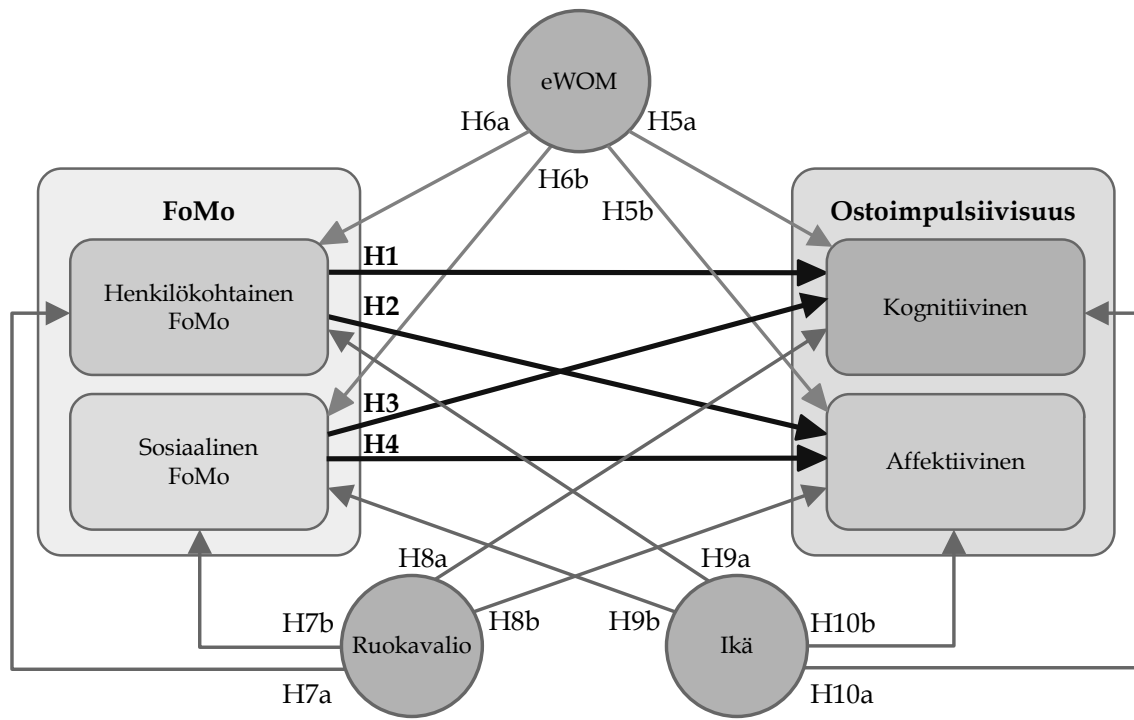 eWOM
H6a
H5a
H6b
H5b
FoMo
Ostoimpulsiivisuus
Henkilökohtainen
FoMo
H1
H2
Kognitiivinen
Sosiaalinen
FoMo
H3
H4
Affektiivinen
H8a
H9a
H7b
Ruokavalio
H8b
H9b
Ikä
H10b
H7a
H10a